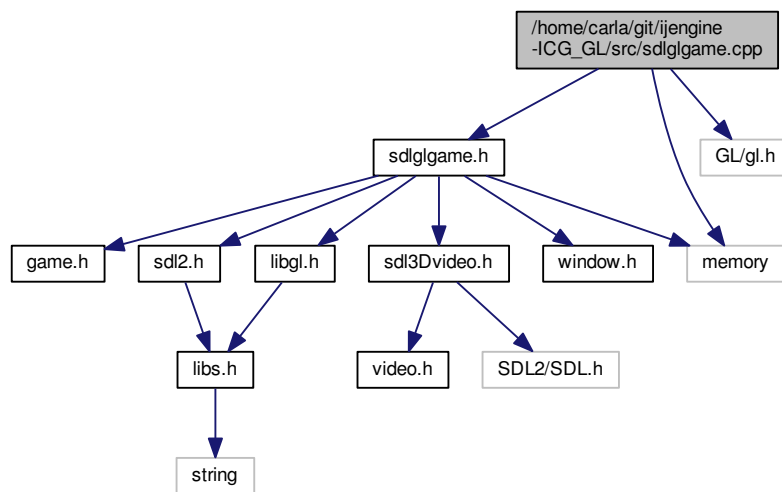 /home/carla/git/ijengine
-ICG_GL/src/sdlglgame.cpp
sdlglgame.h
GL/gl.h
game.h
sdl2.h
libgl.h
sdl3Dvideo.h
window.h
memory
libs.h
video.h
SDL2/SDL.h
string